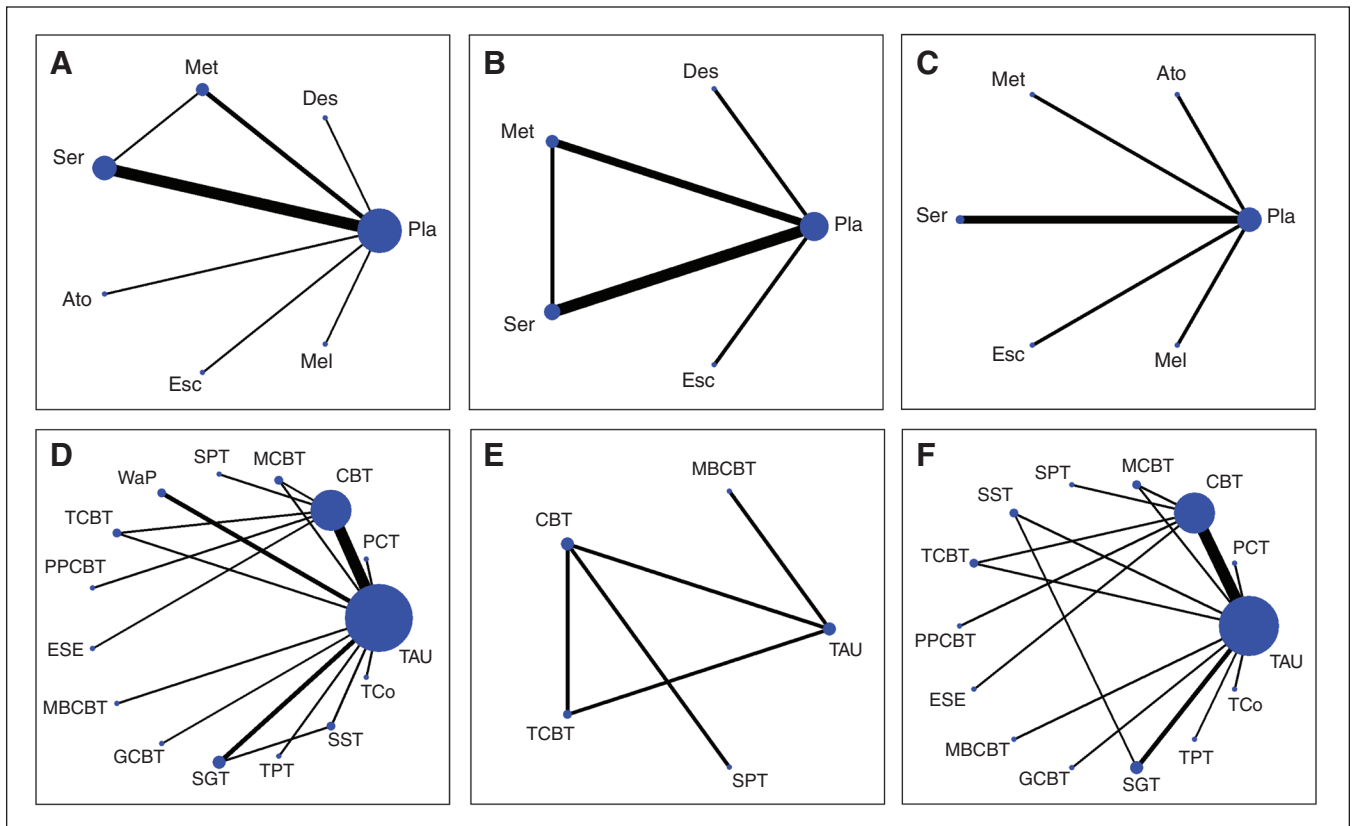 A
Met
Des
Ser
Pla
Ato
Mel
Esc
B
Des
Met
Pla
Ser
Esc
C
Met
Ato
Ser
Pla
Esc
Mel
D
SPT
MCBT
WaP
CBT
TCBT
PCT
PPCBT
ESE
TAU
TCo
MBCBT
SST
GCBT
TPT
SGT
E
MBCBT
CBT
TAU
TCBT
SPT
F
MCBT
SPT
CBT
SST
PCT
TCBT
PPCBT
TAU
ESE
TCo
MBCBT
TPT
GCBT
SGT